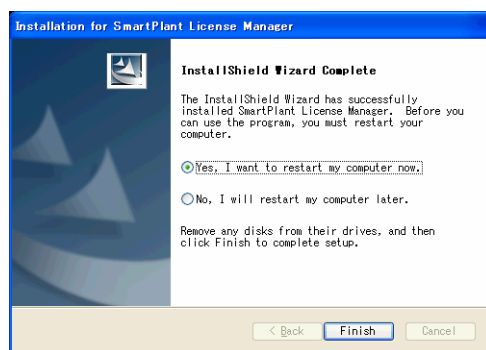 Installation for SmartPlant License Manager
InstallShield Wizard Complete
The InstallShield Wizard has successfully
installed SmartPlant License Manager.  Before you
can use the program, you must restart your
computer.
Yes, I want to restart my computer now.
No, I will restart my computer later.
Remove any disks from their drives, and then
click Finish to complete setup.
< Back Finish Cancel